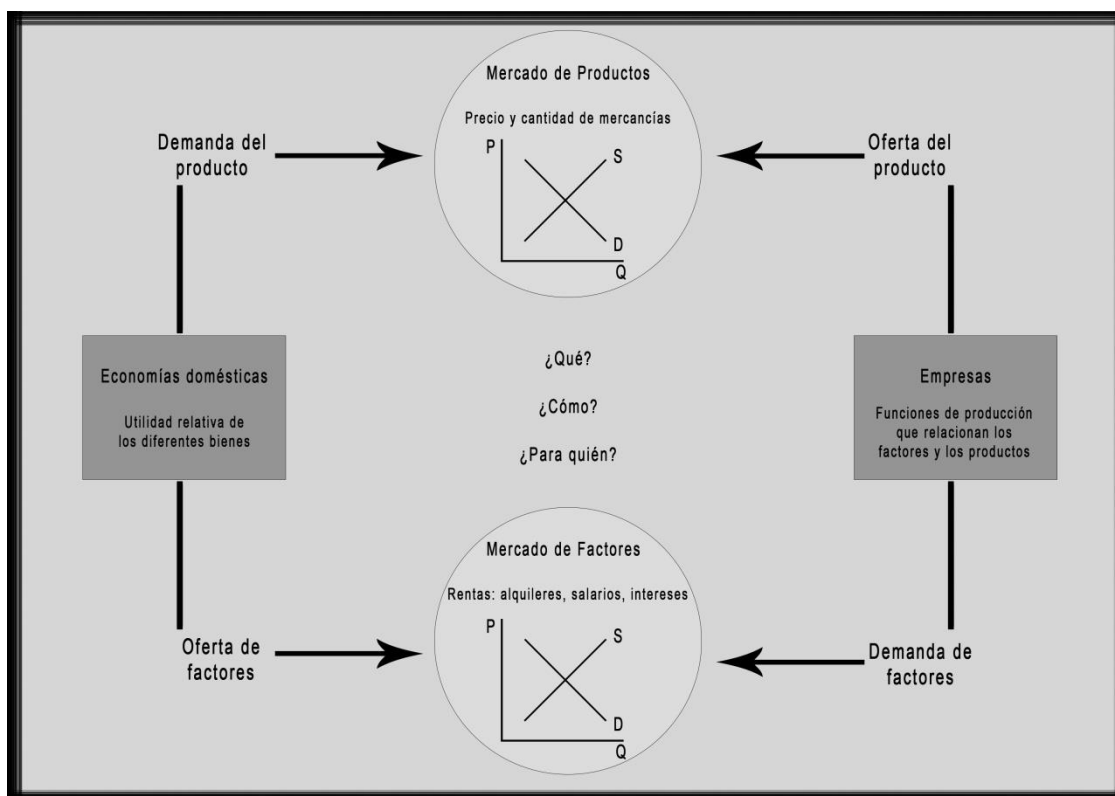 Mercado de Productos
Precio y cantidad de mercancías
P
S
D
Q
Demanda del
producto
Oferta del
producto
Economías domésticas
Utilidad relativa de
los diferentes bienes
¿Qué?
¿Cómo?
¿Para quién?
Empresas
Funciones de producción
que relacionan los
factores y los productos
Mercado de Factores
Rentas: alquileres, salarios, intereses
P
S
D
Q
Oferta de
factores
Demanda de
factores